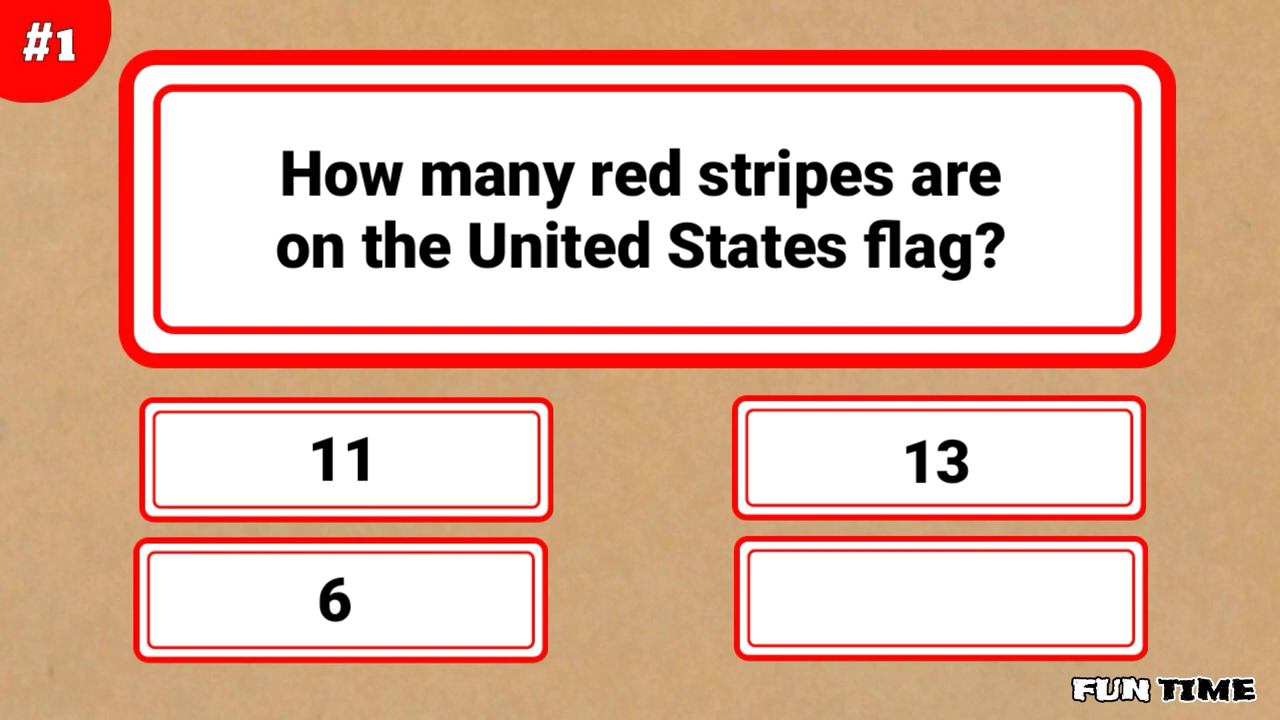 #1
How many red stripes are
on the United States flag?
11
13
6
FUN TIME